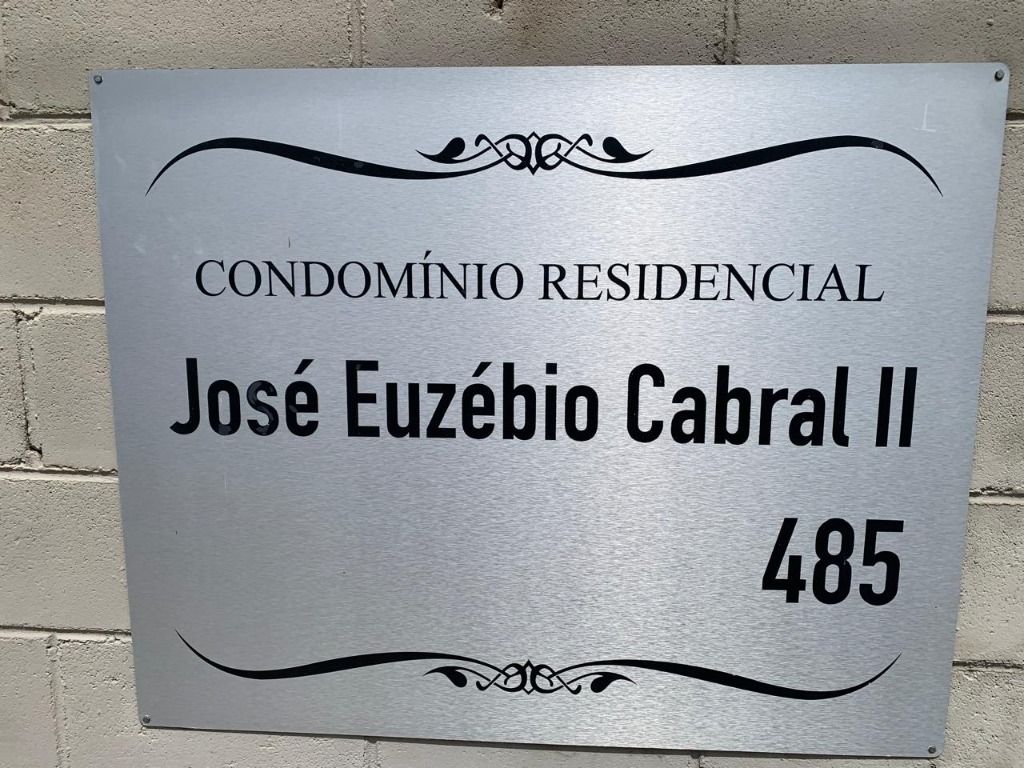 CONDOMÍNIO RESIDENCIAL
José Euzébio Cabral II
485